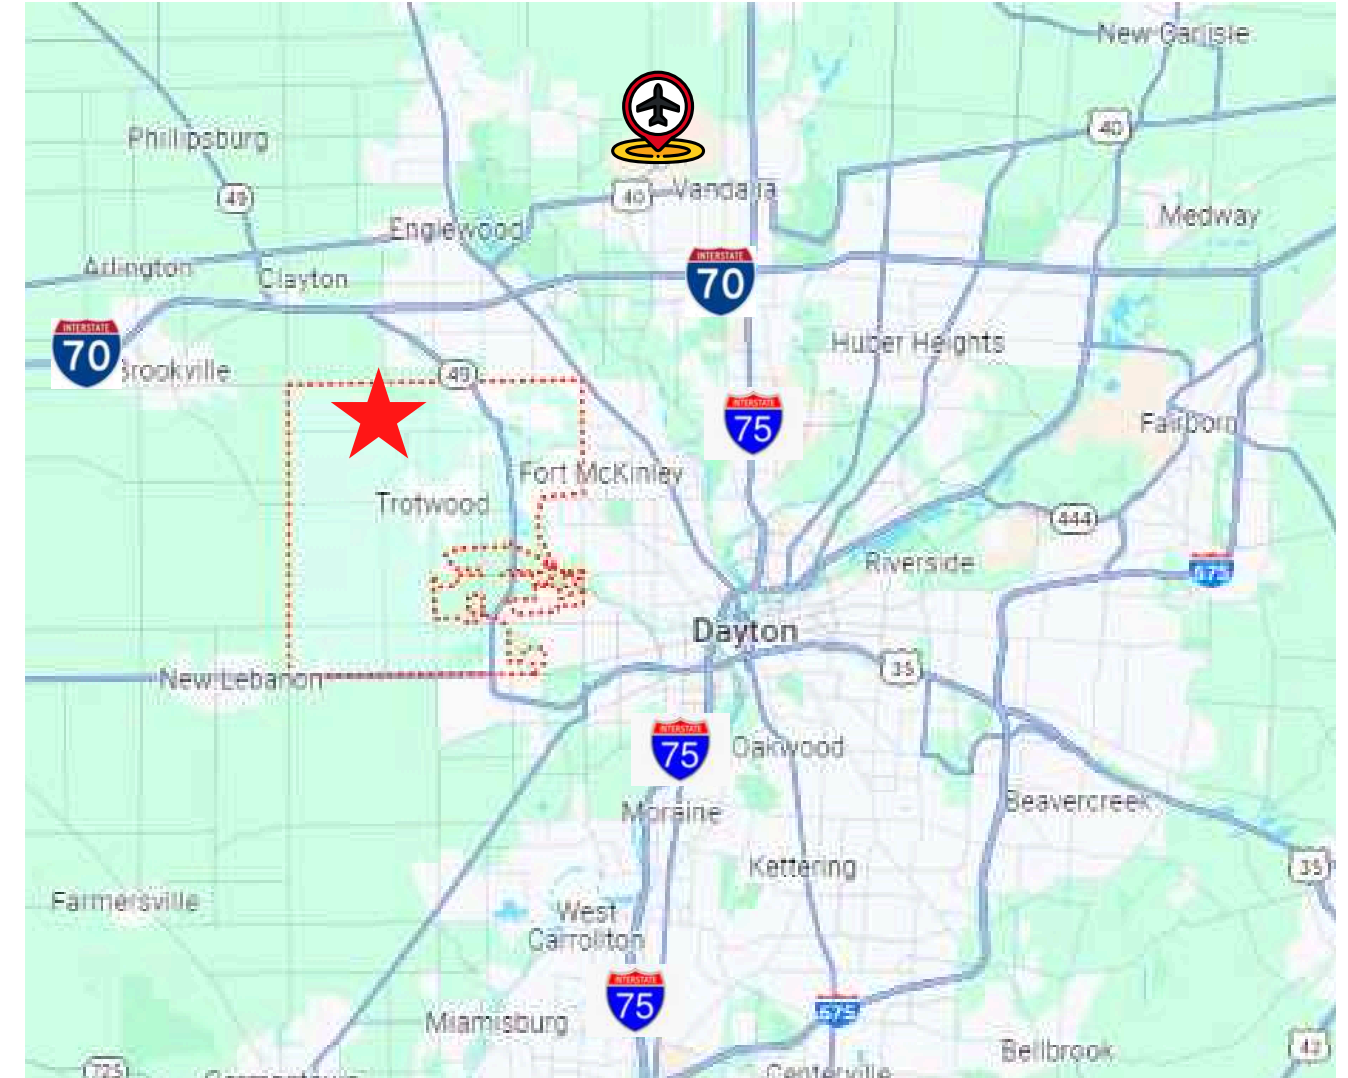 New Carlisle
40
Phillipsburg
49
40
Vandalia
Medway
Englewood
Arlington
Clayton
INTERSTATE
70
INTERSTATE
70
Brookville
Huber Heights
49
INTERSTATE
75
Fairborn
Fort McKinley
Trotwood
444
Riverside
675
Dayton
35
New Lebanon
INTERSTATE
75
Oakwood
Beavercreek
Moraine
Kettering
35
Farmersville
West
Carrollton
INTERSTATE
75
675
Miamisburg
Bellbrook
42
725
Germantown
Centerville